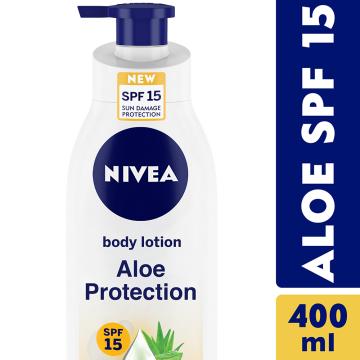 NEW
SPF 15
SUN DAMAGE
PROTECTION
NIVEA
body lotion
Aloe
Protection
SPF
15
ALOE SPF 15
400
ml